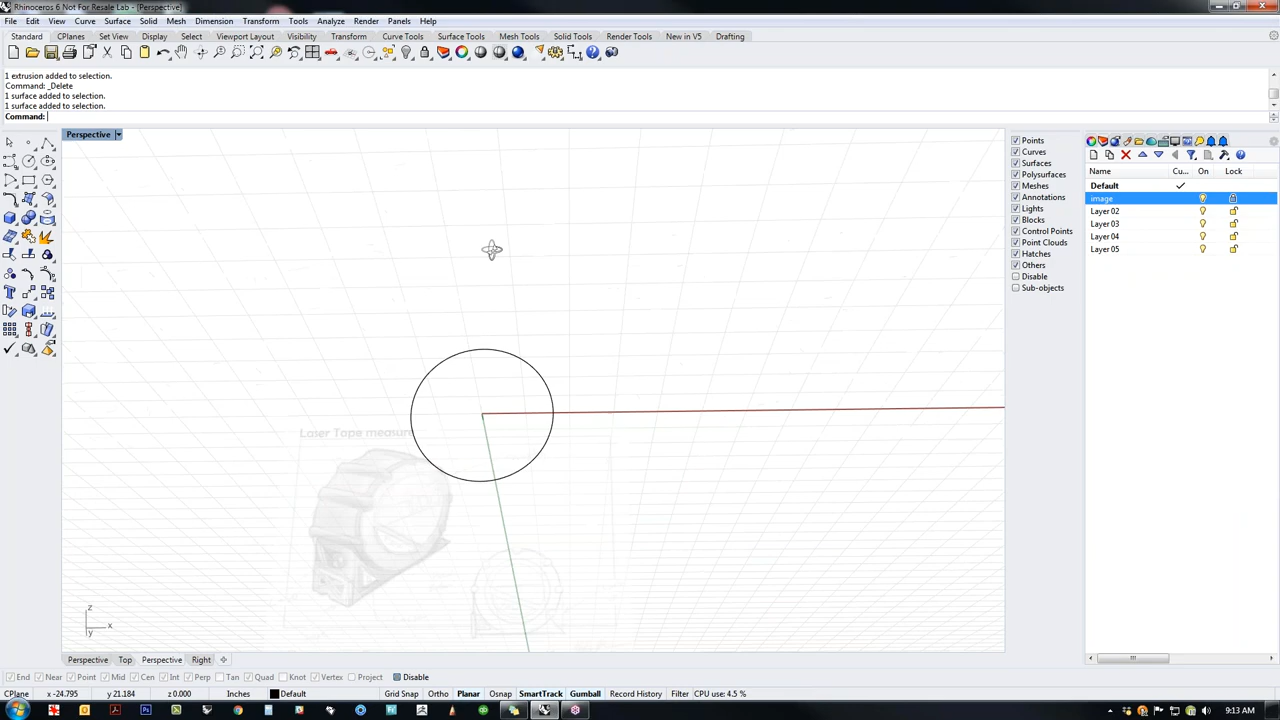 Rhinoceros 6 Not For Resale Lab - [Perspective]
File Edit View Curve Surface Solid Mesh Dimension Transform Tools Analyze Render Panels Help
Standard CPlanes Set View Display Select Viewport Layout Visibility Transform Curve Tools Surface Tools Mesh Tools Solid Tools Render Tools New in V5 Drafting
1 extrusion added to selection.
Command: _Delete
1 surface added to selection.
1 surface added to selection.
Command:
Perspective
Points
Curves
Surfaces
Polysurfaces
Meshes
Annotations
Lights
Blocks
Control Points
Point Clouds
Hatches
Others
Disable
Sub-objects
Name Cu... On Lock
Default
image
Layer 02
Layer 03
Layer 04
Layer 05
Laser Tape measur
z
x
y
Perspective Top Perspective Right
End Near Point Mid Cen Int Perp Tan Quad Knot Vertex Project Disable
CPlane x -24.795 y 21.184 z 0.000 Inches Default Grid Snap Ortho Planar Osnap SmartTrack Gumball Record History Filter CPU use: 4.5 %
9:13 AM